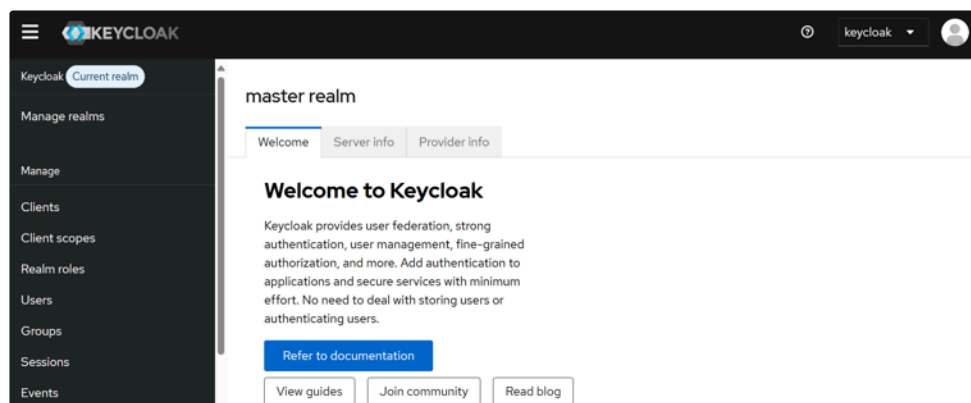 KEYCLOAK
keycloak
Keycloak Current realm
Manage realms
Manage
Clients
Client scopes
Realm roles
Users
Groups
Sessions
Events
master realm
Welcome Server info Provider info
Welcome to Keycloak
Keycloak provides user federation, strong
authentication, user management, fine-grained
authorization, and more. Add authentication to
applications and secure services with minimum
effort. No need to deal with storing users or
authenticating users.
Refer to documentation
View guides Join community Read blog